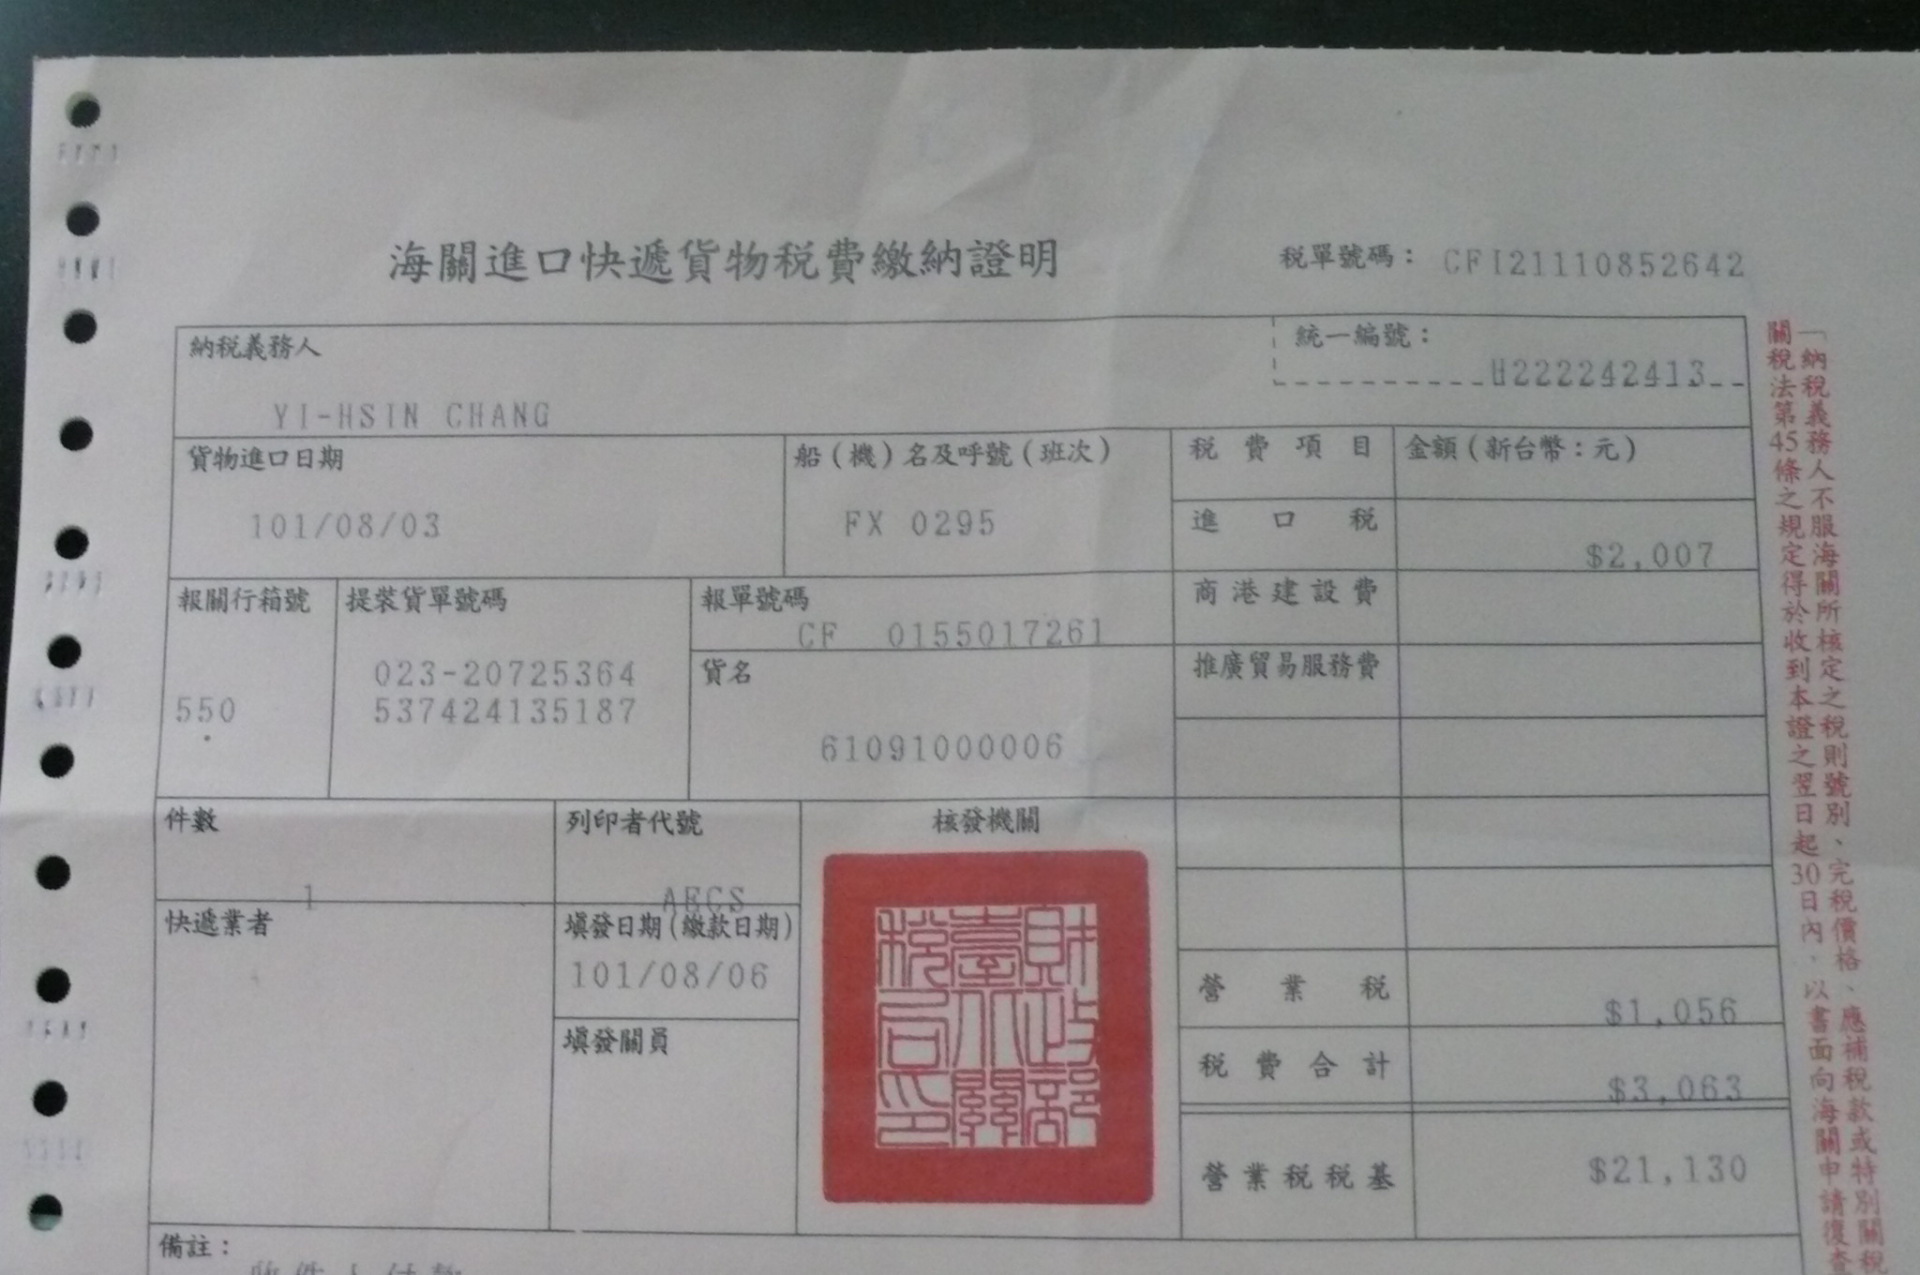 海關進口快遞貨物稅費繳納證明
稅單號碼： CFI21110852642
納稅義務人
YI-HSIN CHANG
統一編號：
H222242413
貨物進口日期
101/08/03
船(機)名及呼號(班次)
FX 0295
稅費項目
金額(新台幣：元)
進口稅
$2,007
報關行箱號
550
提裝貨單號碼
023-20725364
537424135187
報單號碼
CF 0155017261
貨名
61091000006
商港建設費
推廣貿易服務費
件數
1
列印者代號
AECS
核發機關
財政部
臺北關
稅局印
快遞業者
填發日期(繳款日期)
101/08/06
填發關員
營業稅
$1,056
稅費合計
$3,063
營業稅稅基
$21,130
備註：
「納稅義務人不服海關所核定之稅則號別、完稅價格、應補稅款或特別關稅
關稅法第45條之規定得於收到本證之翌日起30日內，以書面向海關申請復查